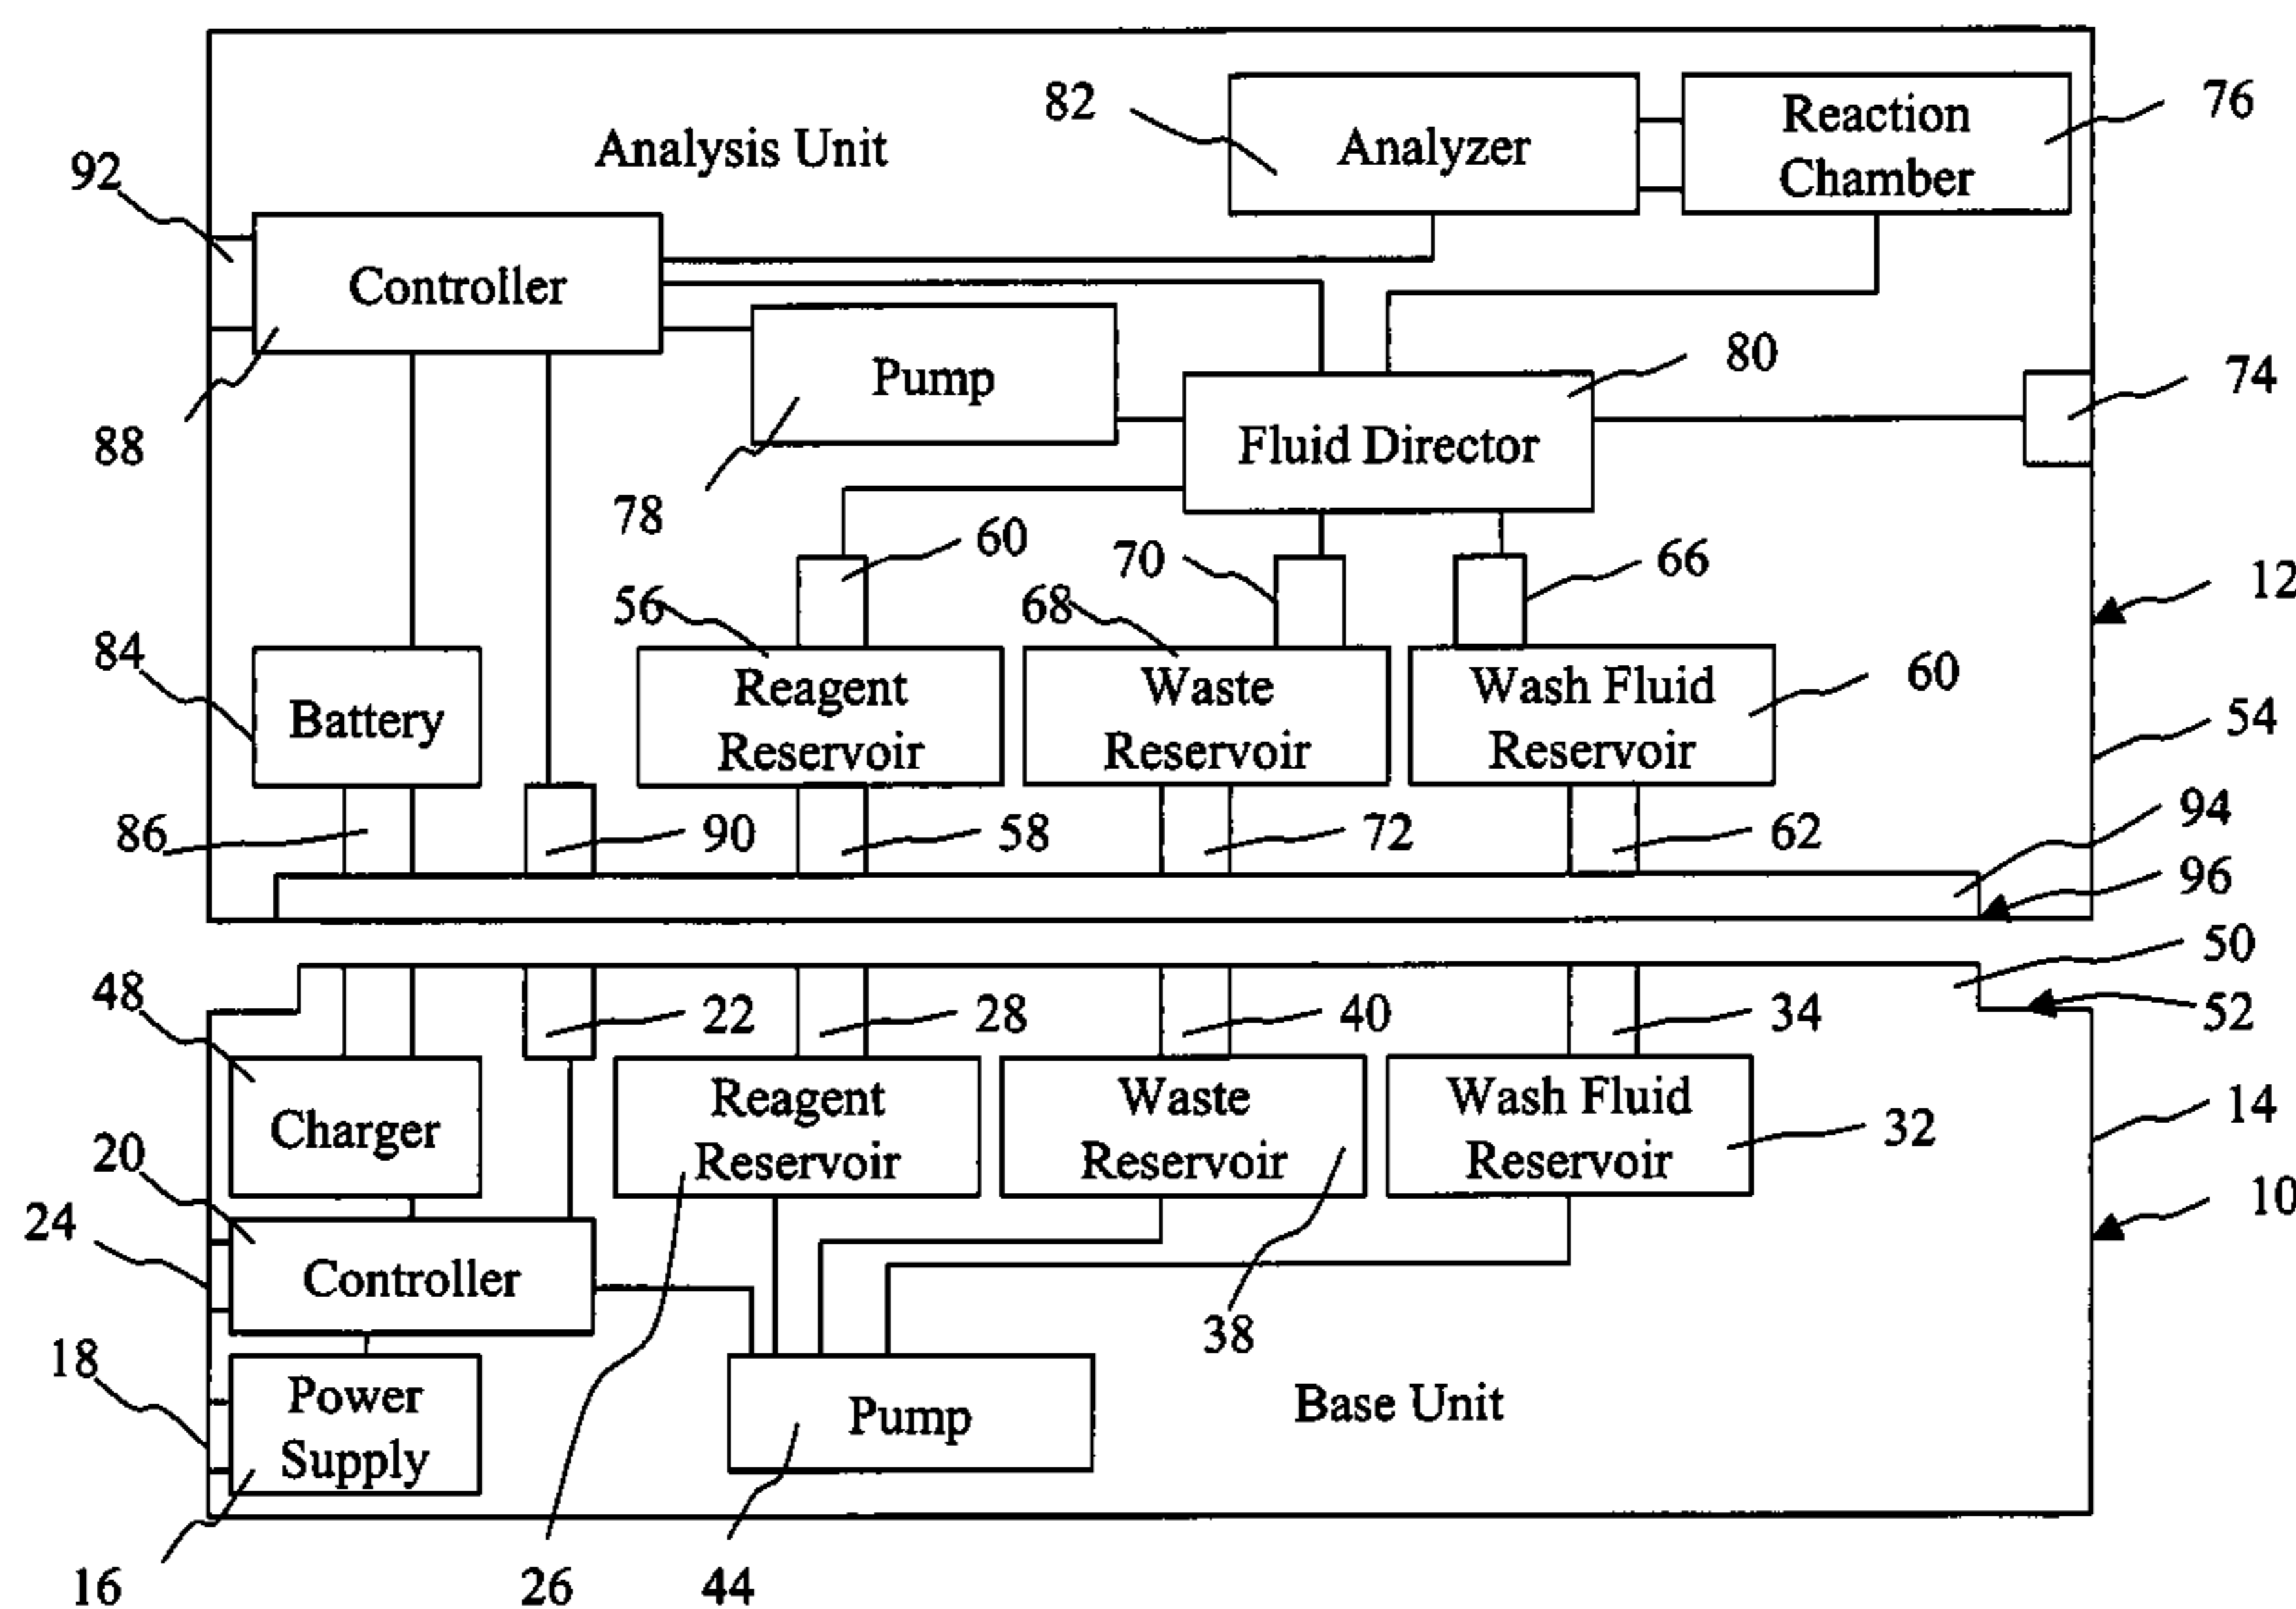 82
Analyzer
Reaction
Chamber
76
Analysis Unit
92
Controller
88
Pump
78
80
Fluid Director
74
60
70
66
12
56
68
84
Battery
Reagent
Reservoir
Waste
Reservoir
Wash Fluid
Reservoir
60
54
86
90
58
72
62
94
96
50
48
22
28
40
34
52
Charger
Reagent
Reservoir
Waste
Reservoir
Wash Fluid
Reservoir
32
14
20
24
Controller
10
38
18
Power
Supply
Pump
Base Unit
16
26
44